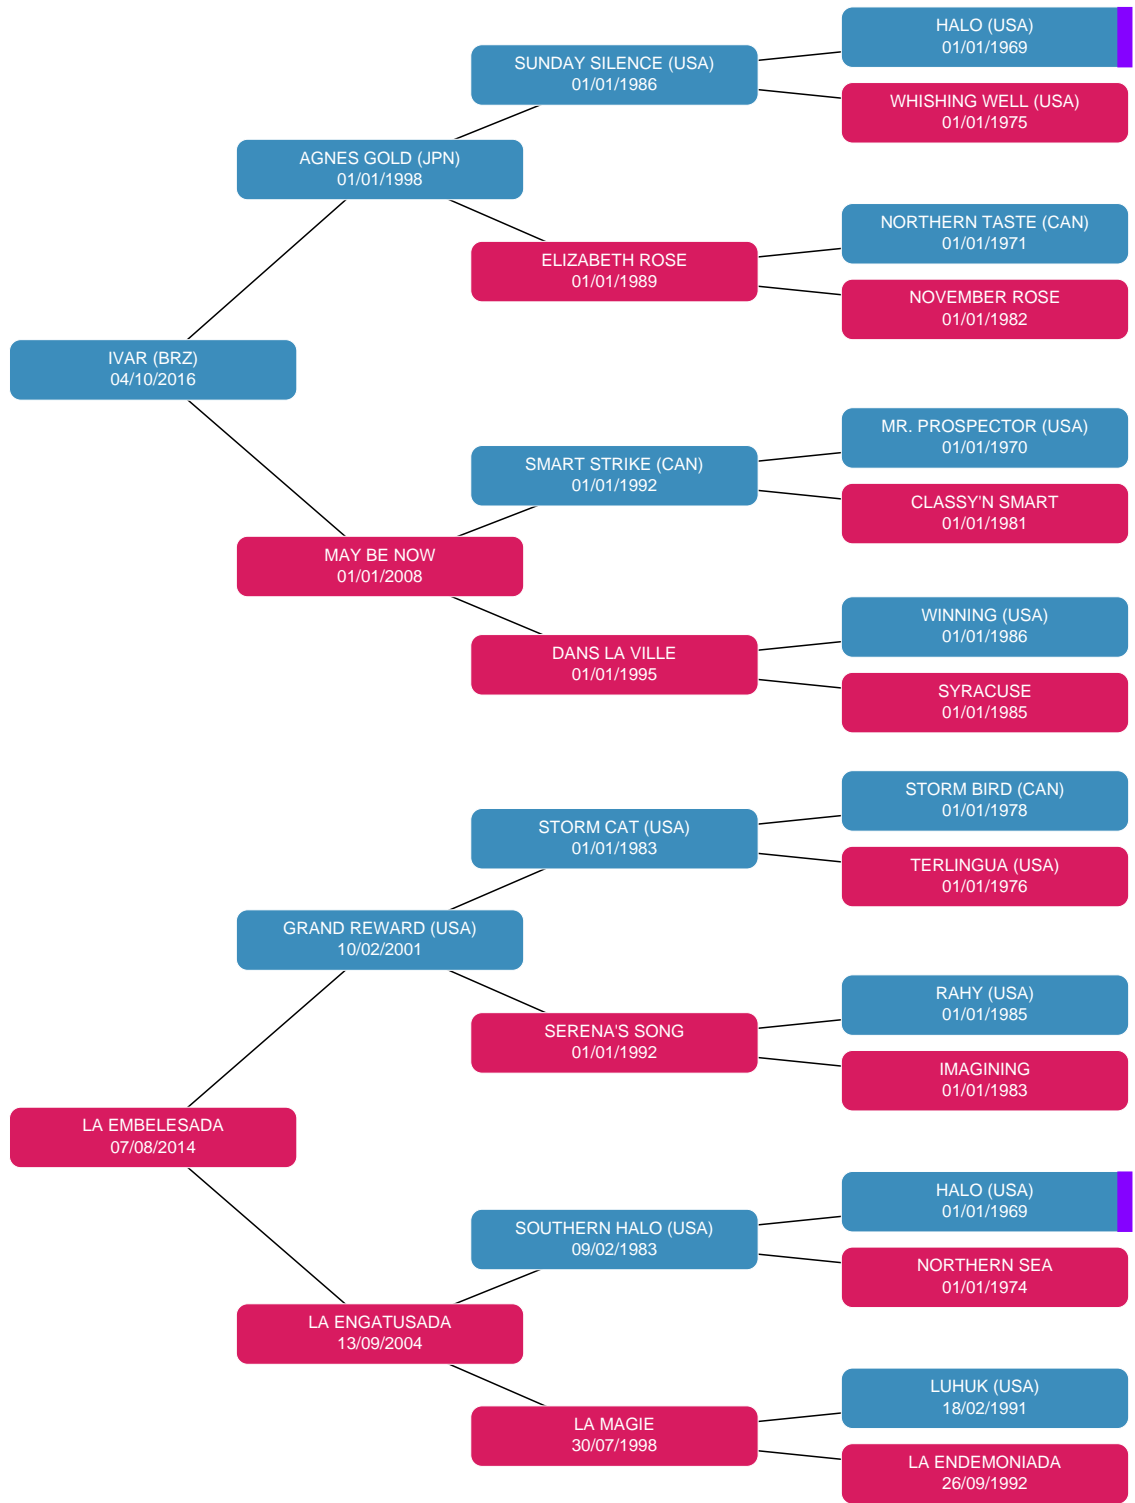 HALO (USA)
01/01/1969
SUNDAY SILENCE (USA)
01/01/1986
WHISHING WELL (USA)
01/01/1975
AGNES GOLD (JPN)
01/01/1998
NORTHERN TASTE (CAN)
01/01/1971
ELIZABETH ROSE
01/01/1989
NOVEMBER ROSE
01/01/1982
IVAR (BRZ)
04/10/2016
MR. PROSPECTOR (USA)
01/01/1970
SMART STRIKE (CAN)
01/01/1992
CLASSY'N SMART
01/01/1981
MAY BE NOW
01/01/2008
WINNING (USA)
01/01/1986
DANS LA VILLE
01/01/1995
SYRACUSE
01/01/1985
STORM BIRD (CAN)
01/01/1978
STORM CAT (USA)
01/01/1983
TERLINGUA (USA)
01/01/1976
GRAND REWARD (USA)
10/02/2001
RAHY (USA)
01/01/1985
SERENA'S SONG
01/01/1992
IMAGINING
01/01/1983
LA EMBELESADA
07/08/2014
HALO (USA)
01/01/1969
SOUTHERN HALO (USA)
09/02/1983
NORTHERN SEA
01/01/1974
LA ENGATUSADA
13/09/2004
LUHUK (USA)
18/02/1991
LA MAGIE
30/07/1998
LA ENDEMONIADA
26/09/1992